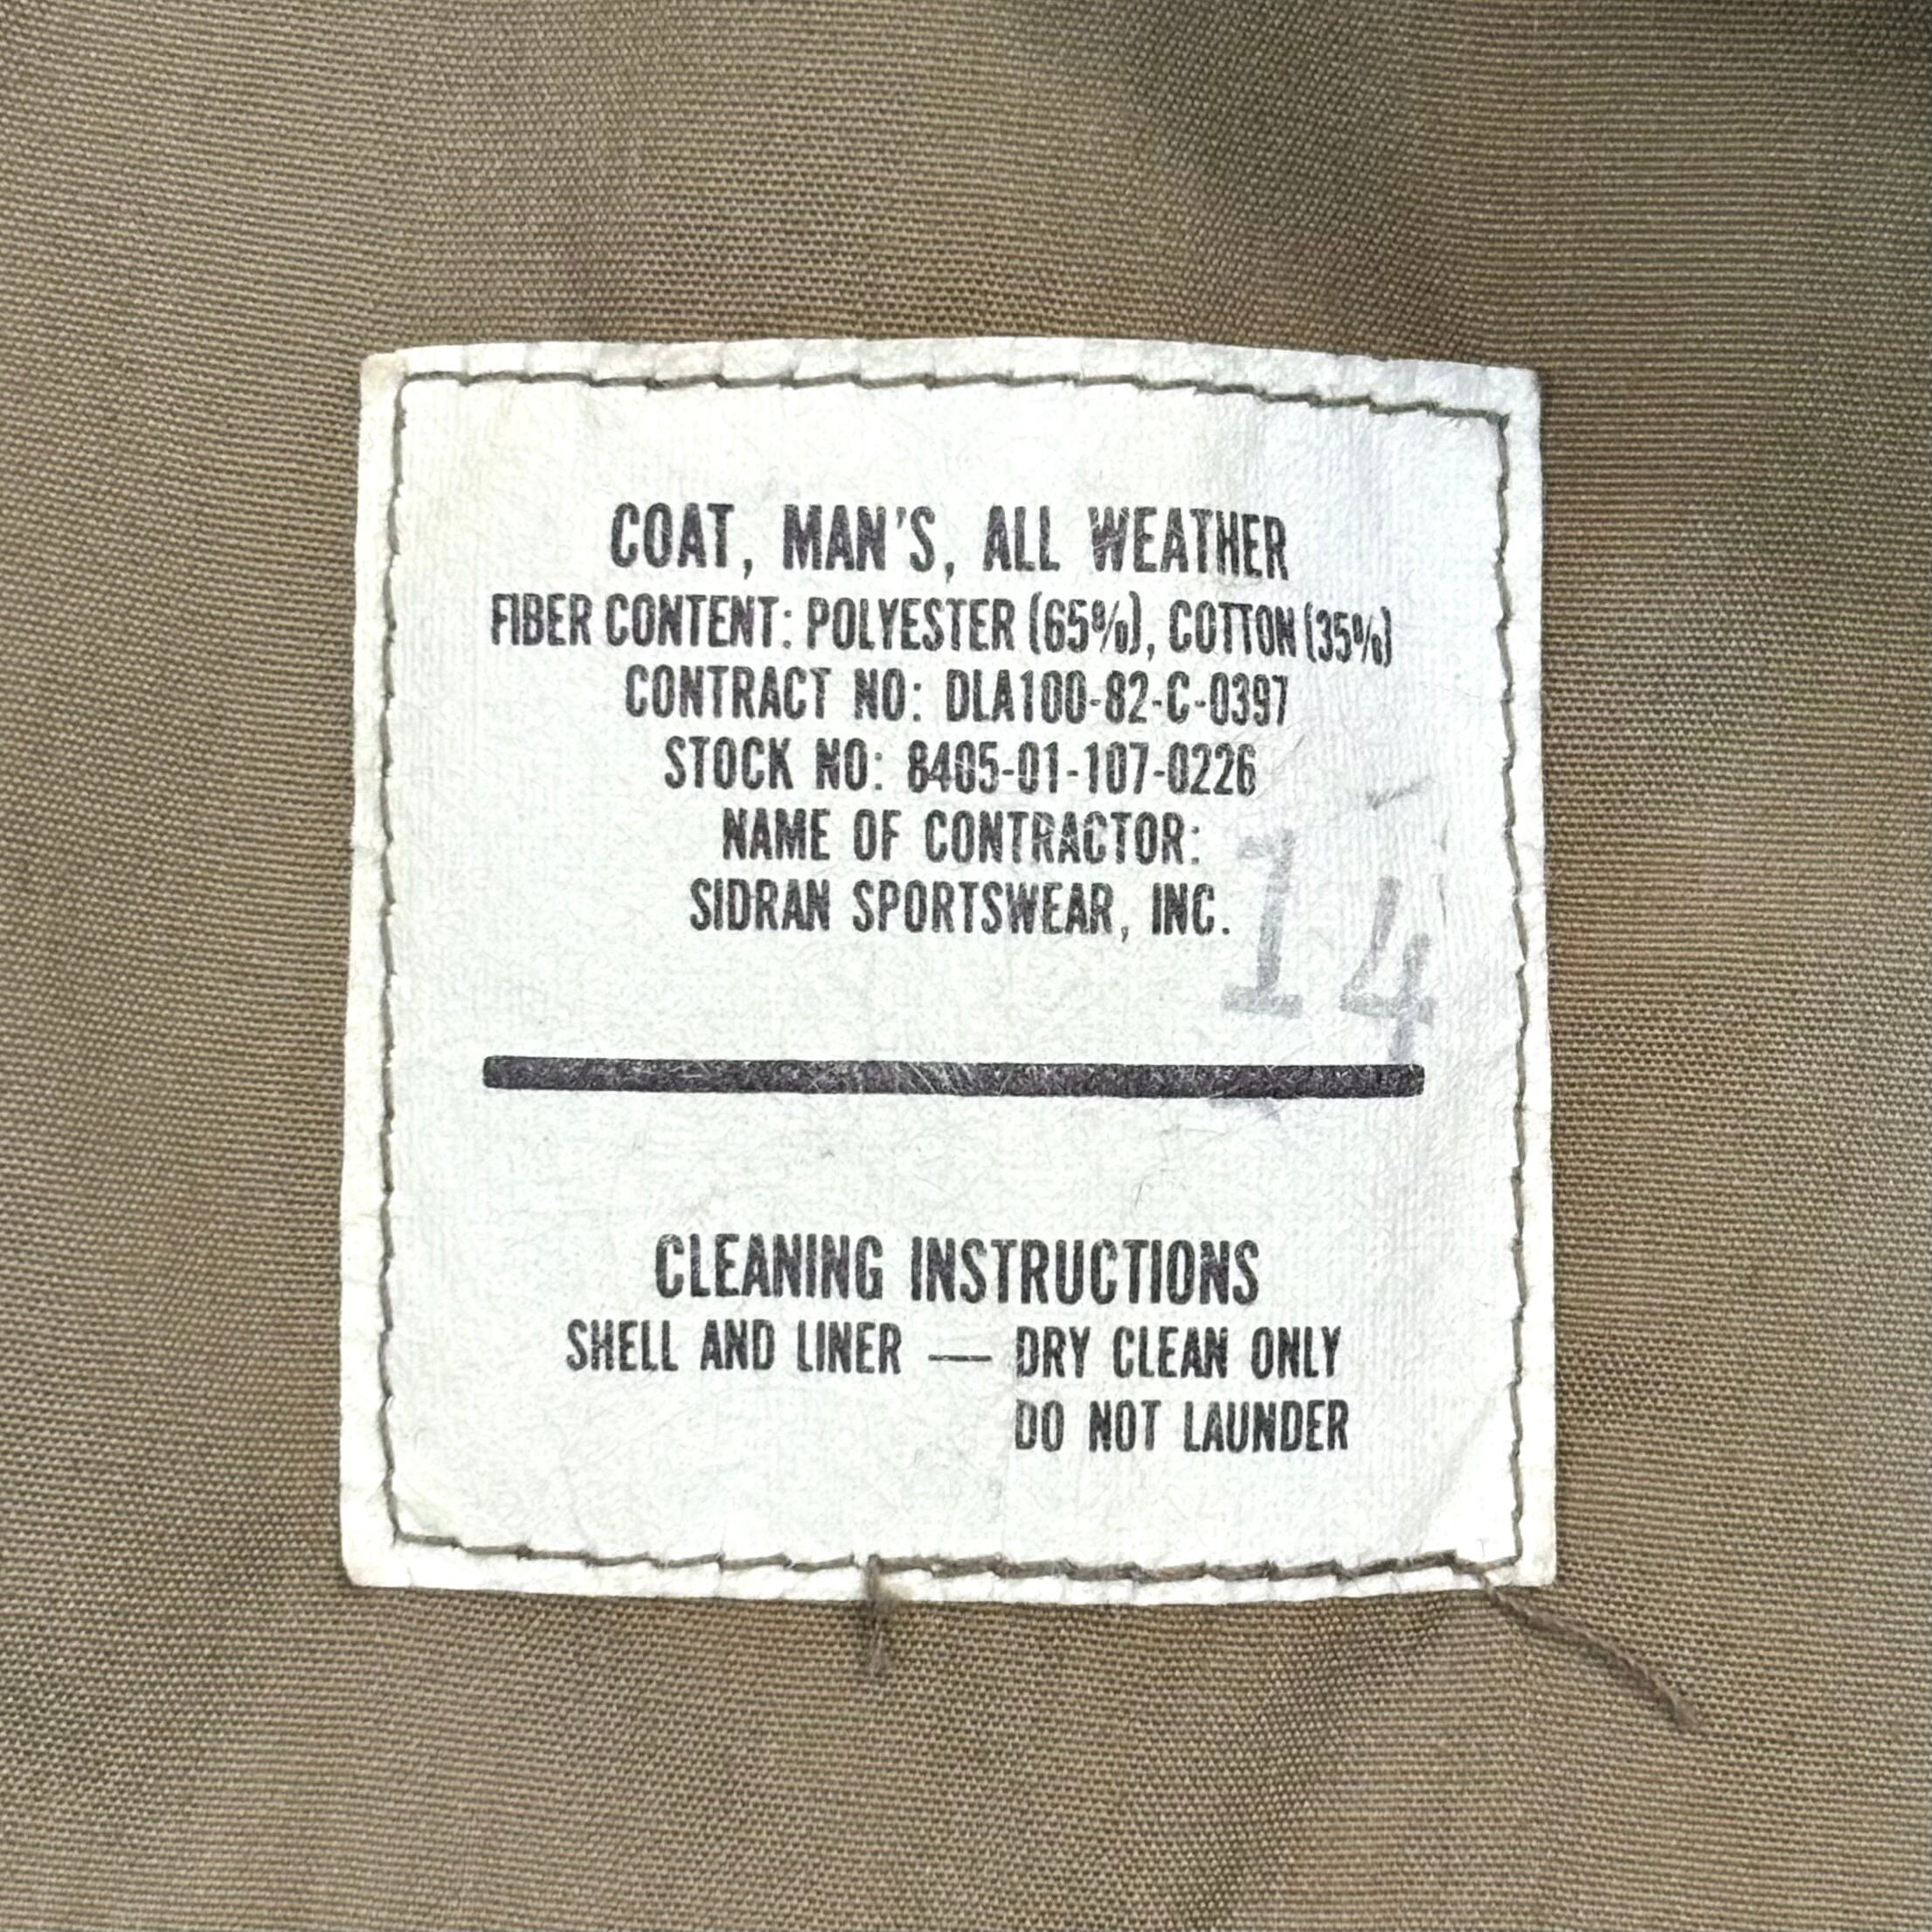 COAT, MAN'S, ALL WEATHER
FIBER CONTENT: POLYESTER (65%), COTTON (35%)
CONTRACT NO: DLA100-82-C-0397
STOCK NO: 8405-01-107-0226
NAME OF CONTRACTOR:
SIDRAN SPORTSWEAR, INC.
14
CLEANING INSTRUCTIONS
SHELL AND LINER — DRY CLEAN ONLY
DO NOT LAUNDER